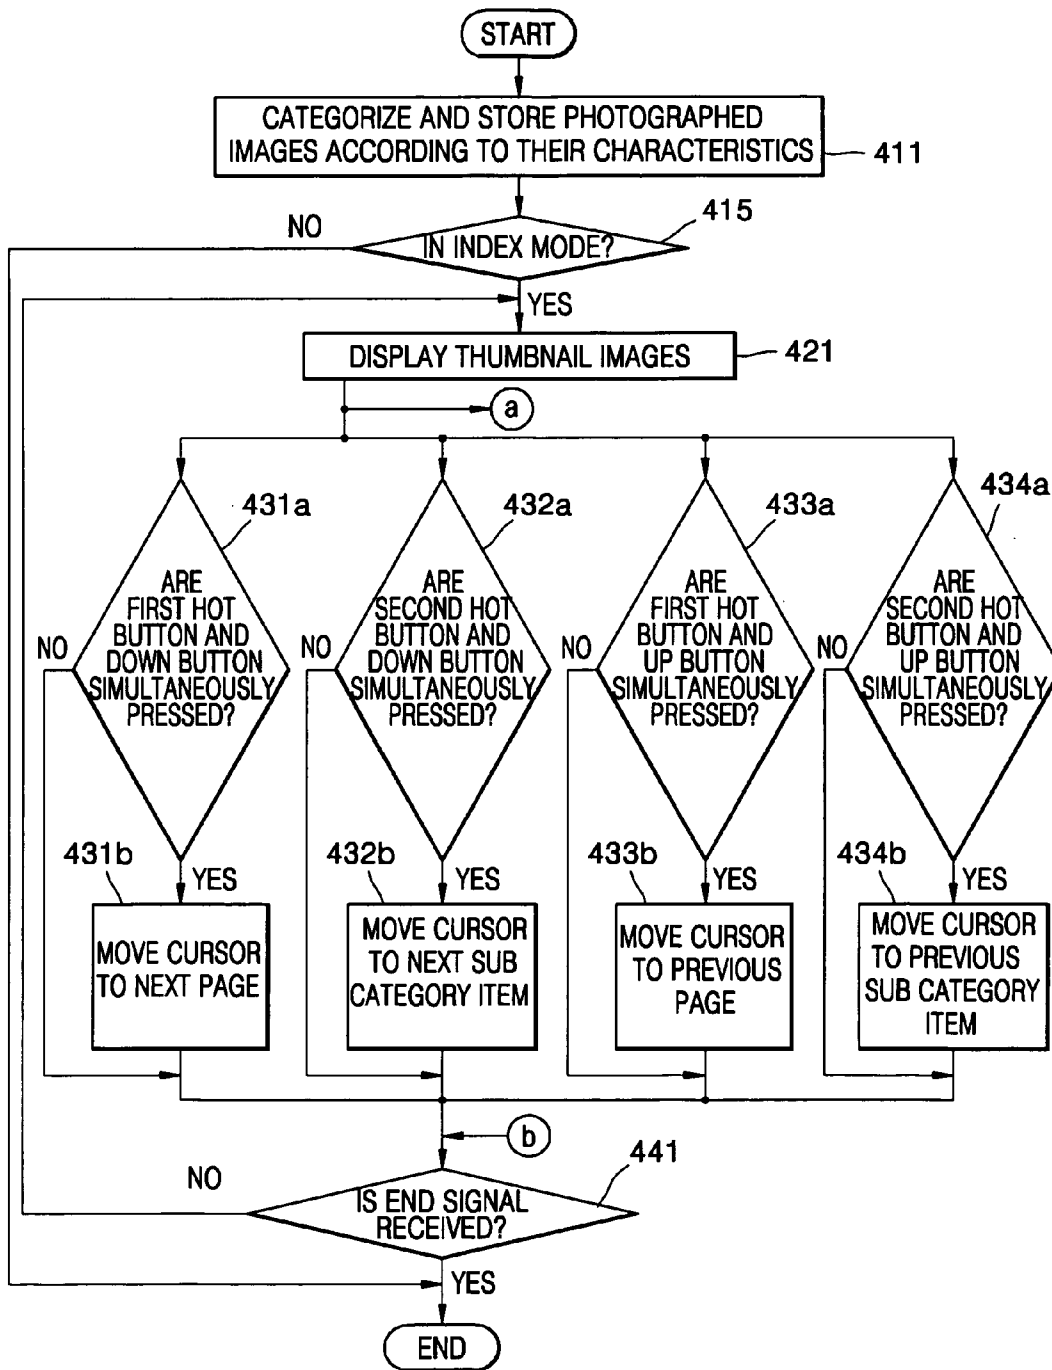 START
CATEGORIZE AND STORE PHOTOGRAPHED
IMAGES ACCORDING TO THEIR CHARACTERISTICS
411
NO
415
IN INDEX MODE?
YES
DISPLAY THUMBNAIL IMAGES
421
a
431a
ARE
FIRST HOT
BUTTON AND
DOWN BUTTON
SIMULTANEOUSLY
PRESSED?
NO
432a
ARE
SECOND HOT
BUTTON AND
DOWN BUTTON
SIMULTANEOUSLY
PRESSED?
NO
433a
ARE
FIRST HOT
BUTTON AND
UP BUTTON
SIMULTANEOUSLY
PRESSED?
NO
434a
ARE
SECOND HOT
BUTTON AND
UP BUTTON
SIMULTANEOUSLY
PRESSED?
NO
431b
YES
MOVE CURSOR
TO NEXT PAGE
432b
YES
MOVE CURSOR
TO NEXT SUB
CATEGORY ITEM
433b
YES
MOVE CURSOR
TO PREVIOUS
PAGE
434b
YES
MOVE CURSOR
TO PREVIOUS
SUB CATEGORY
ITEM
b
NO
441
IS END SIGNAL
RECEIVED?
YES
END